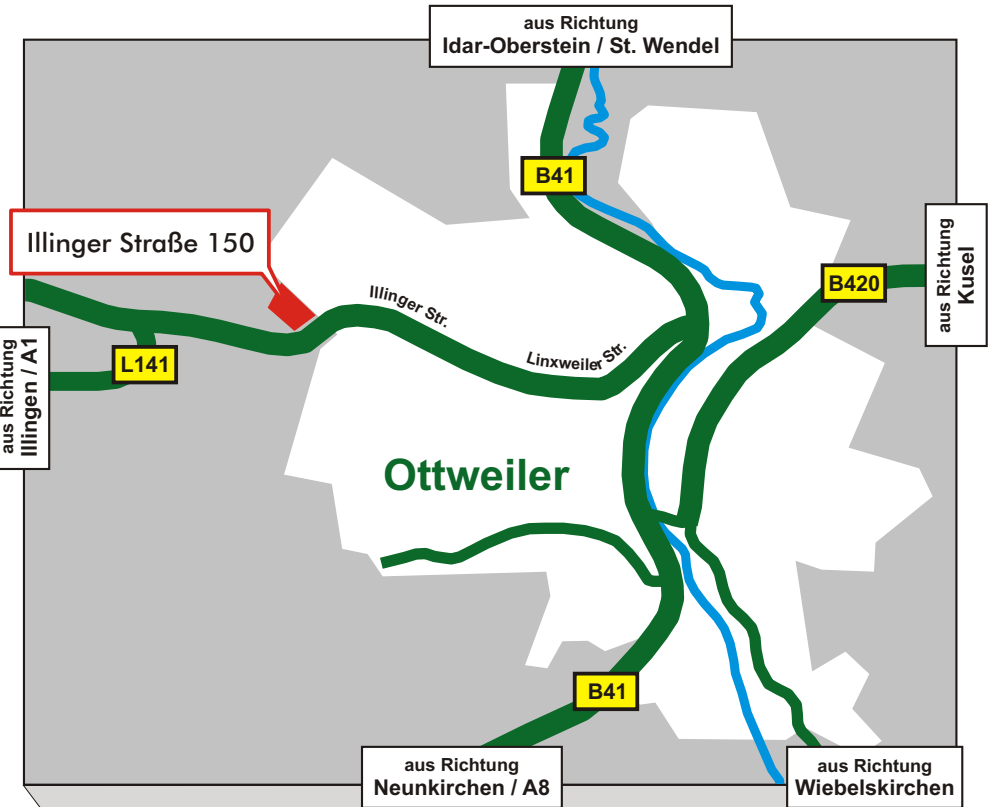 aus Richtung
Idar-Oberstein / St. Wendel
B41
Illinger Straße 150
B420
aus Richtung
Kusel
Illinger Str.
Linxweiler Str.
L141
aus Richtung
Illingen / A1
Ottweiler
B41
aus Richtung
Neunkirchen / A8
aus Richtung
Wiebelskirchen